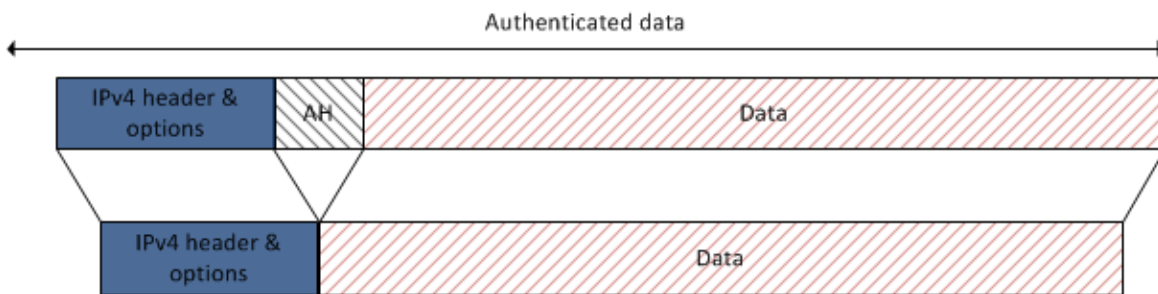 Authenticated data
IPv4 header &
options
AH
Data
IPv4 header &
options
Data